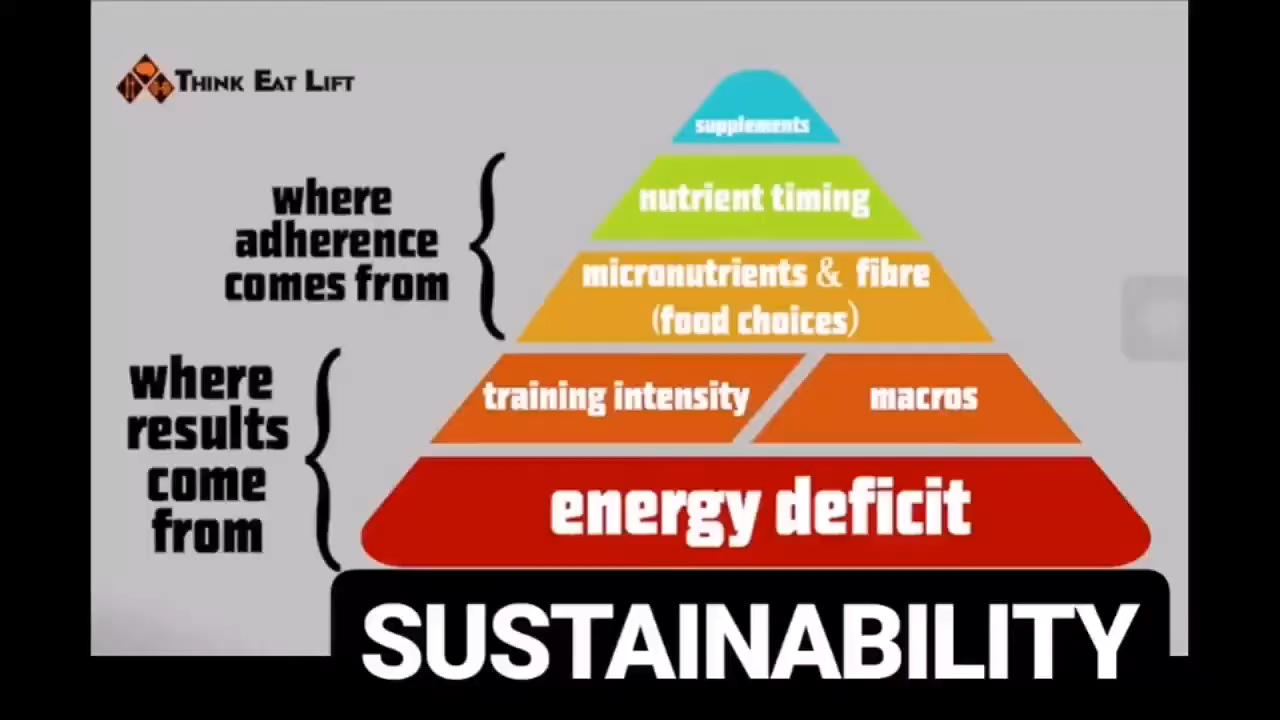 THINK EAT LIFT
supplements
nutrient timing
where
adherence
comes from
micronutrients & fibre
(food choices)
where
results
come
from
training intensity
macros
energy deficit
SUSTAINABILITY